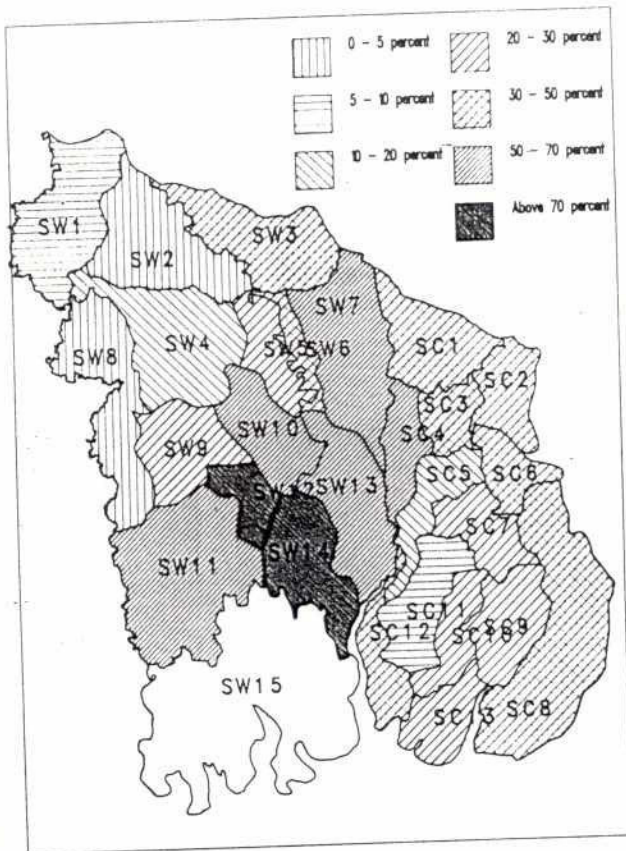 0 - 5 percent
20 - 30 percent
5 - 10 percent
30 - 50 percent
10 - 20 percent
50 - 70 percent
Above 70 percent
SW1
SW2
SW3
SW7
SW8
SW4
SW6
SC1
SC2
SC3
SC4
SW9
SW10
SC5
SC6
SW13
SC7
SW11
SW14
SC11
SC12
SC9
SW15
SC13
SC8